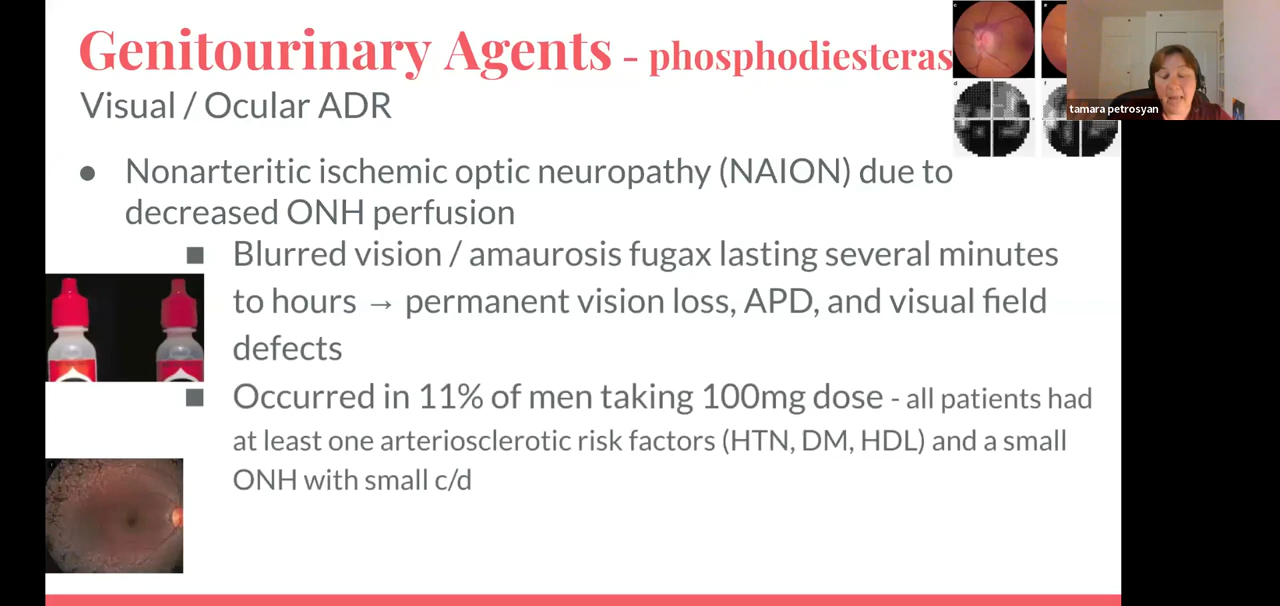 Genitourinary Agents - phosphodiesteras
Visual / Ocular ADR
tamara petrosyan
● Nonarteritic ischemic optic neuropathy (NAION) due to
decreased ONH perfusion
■ Blurred vision / amaurosis fugax lasting several minutes
to hours → permanent vision loss, APD, and visual field
defects
■ Occurred in 11% of men taking 100mg dose - all patients had
at least one arteriosclerotic risk factors (HTN, DM, HDL) and a small
ONH with small c/d